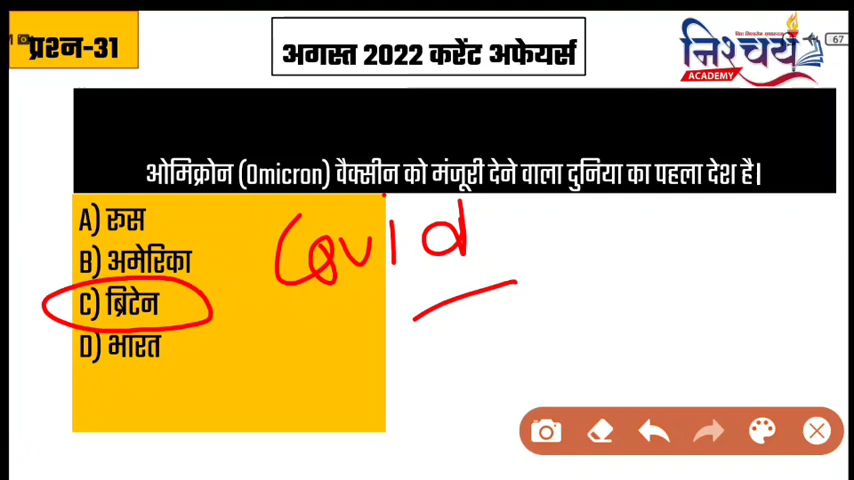 प्रश्न-31
अगस्त 2022 करेंट अफेयर्स
निश्चय
ACADEMY
67
ओमिक्रोन (Omicron) वैक्सीन को मंजूरी देने वाला दुनिया का पहला देश है।
A) रूस
B) अमेरिका
C) ब्रिटेन
D) भारत
Covid